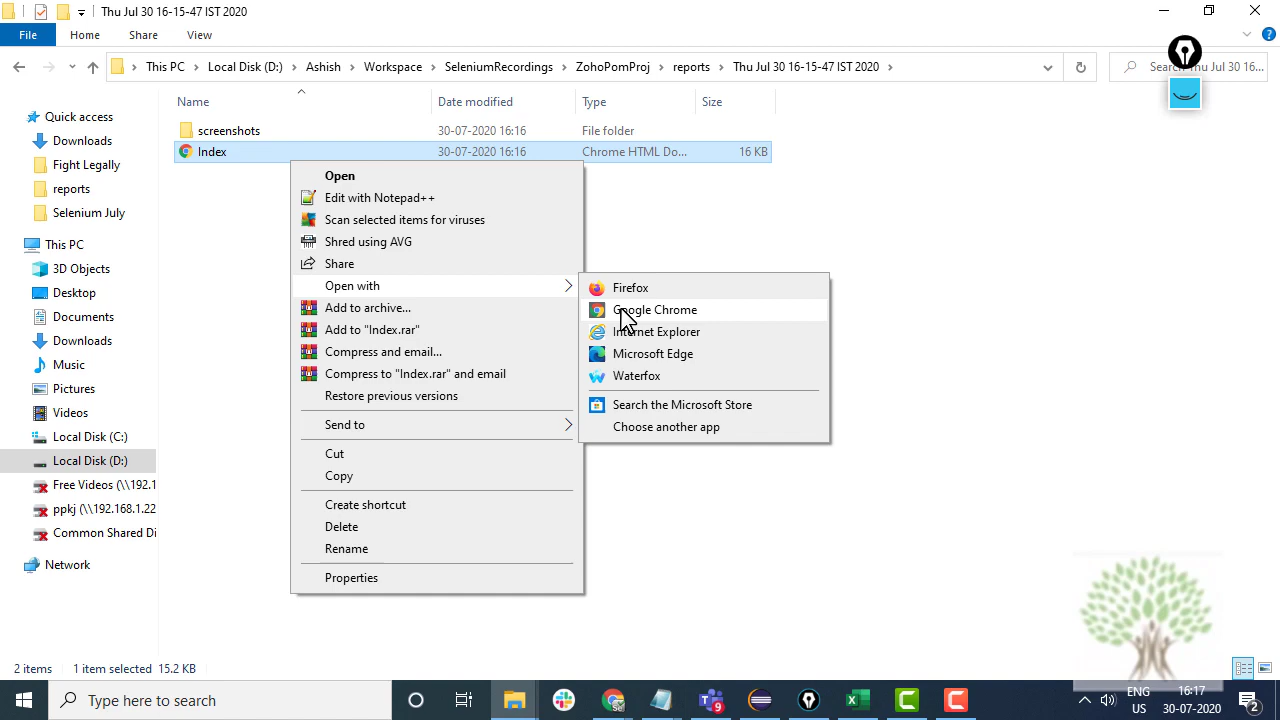 Thu Jul 30 16-15-47 IST 2020
File Home Share View
This PC Local Disk (D:) Ashish Workspace SeleniumRecordings ZohoPomProj reports Thu Jul 30 16-15-47 IST 2020
Search Thu Jul 30 16...
Name Date modified Type Size
screenshots 30-07-2020 16:16 File folder
Index 30-07-2020 16:16 Chrome HTML Do... 16 KB
Quick access
Downloads
Fight Legally
reports
Selenium July
This PC
3D Objects
Desktop
Documents
Downloads
Music
Pictures
Videos
Local Disk (C:)
Local Disk (D:)
Free Videos (\\192.1
ppkj (\\192.168.1.22
Common Shared Di
Network
Open
Edit with Notepad++
Scan selected items for viruses
Shred using AVG
Share
Open with
Add to archive...
Add to "Index.rar"
Compress and email...
Compress to "Index.rar" and email
Restore previous versions
Send to
Cut
Copy
Create shortcut
Delete
Rename
Properties
Firefox
Google Chrome
Internet Explorer
Microsoft Edge
Waterfox
Search the Microsoft Store
Choose another app
2 items 1 item selected 15.2 KB
Type here to search
9
ENG
US
16:17
30-07-2020
2